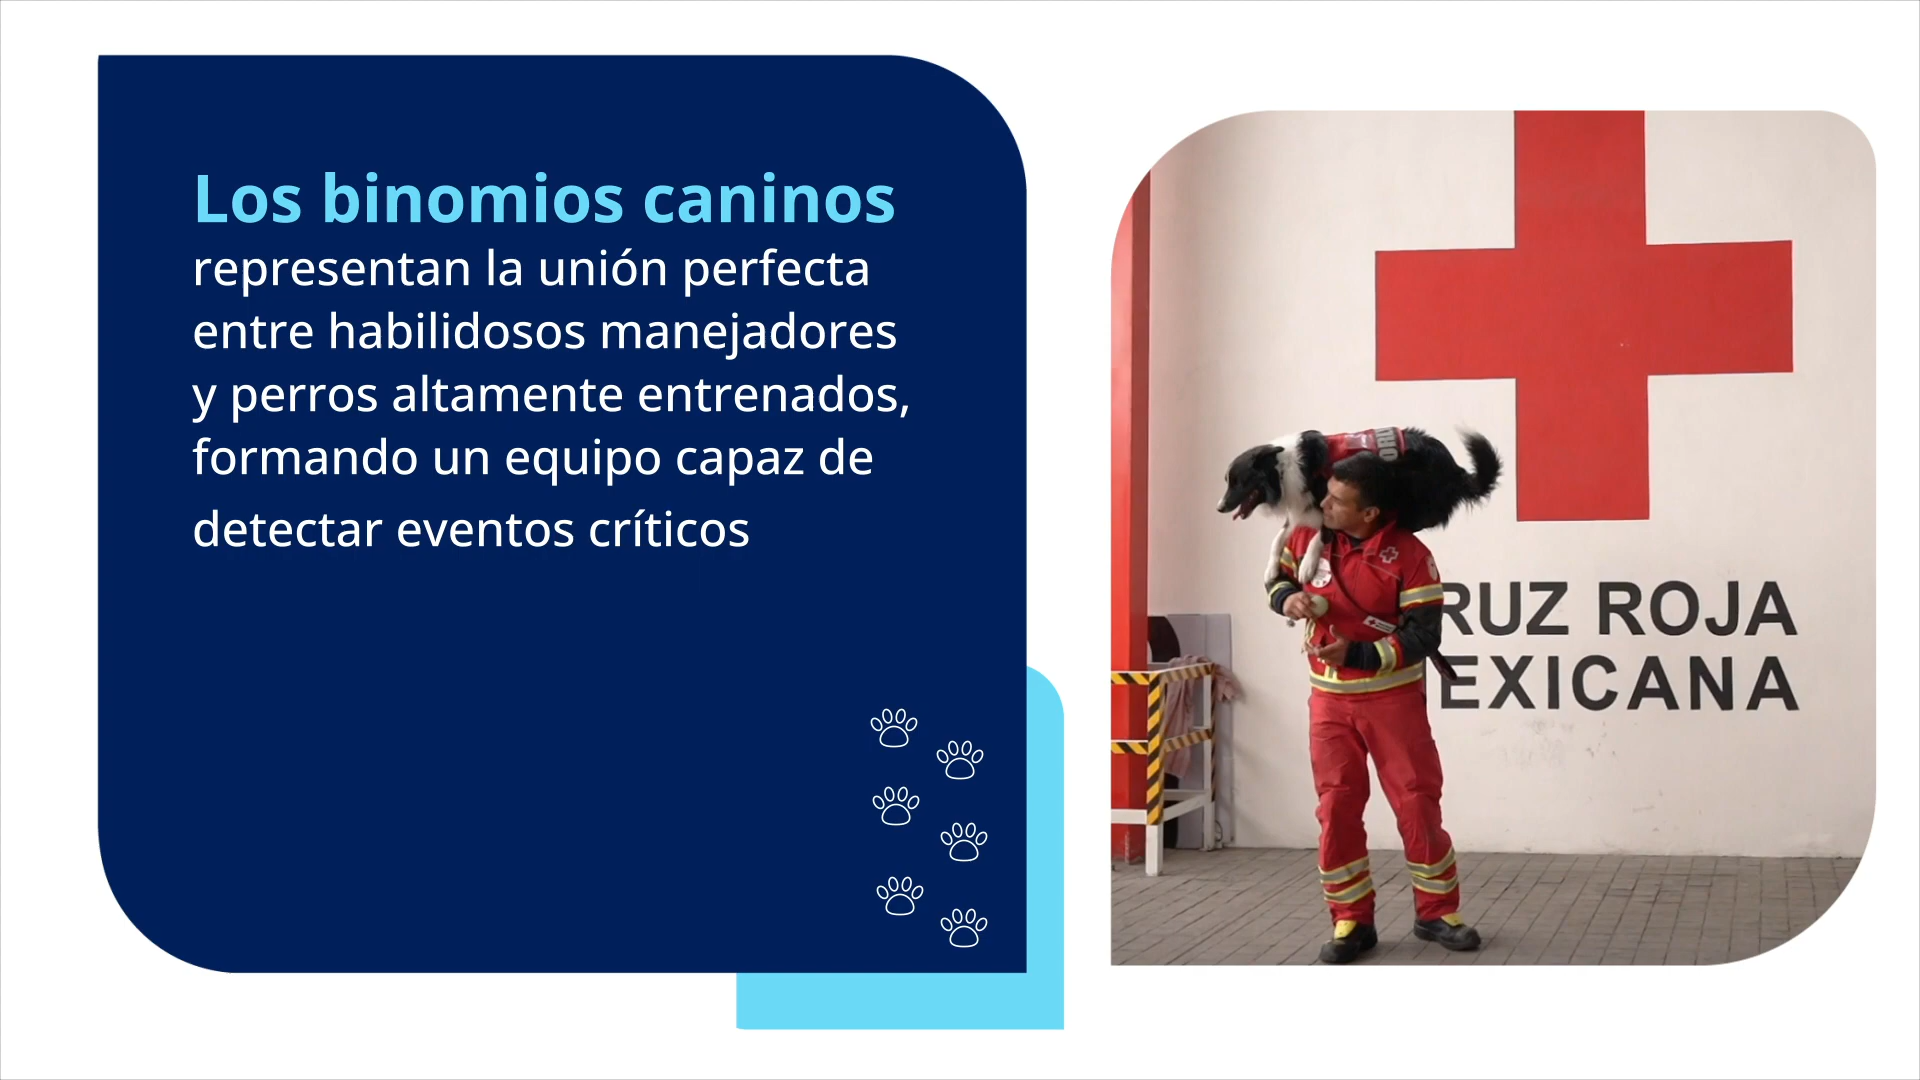 Los binomios caninos
representan la unión perfecta
entre habilidosos manejadores
y perros altamente entrenados,
formando un equipo capaz de
detectar eventos críticos
RUZ ROJA
EXICANA